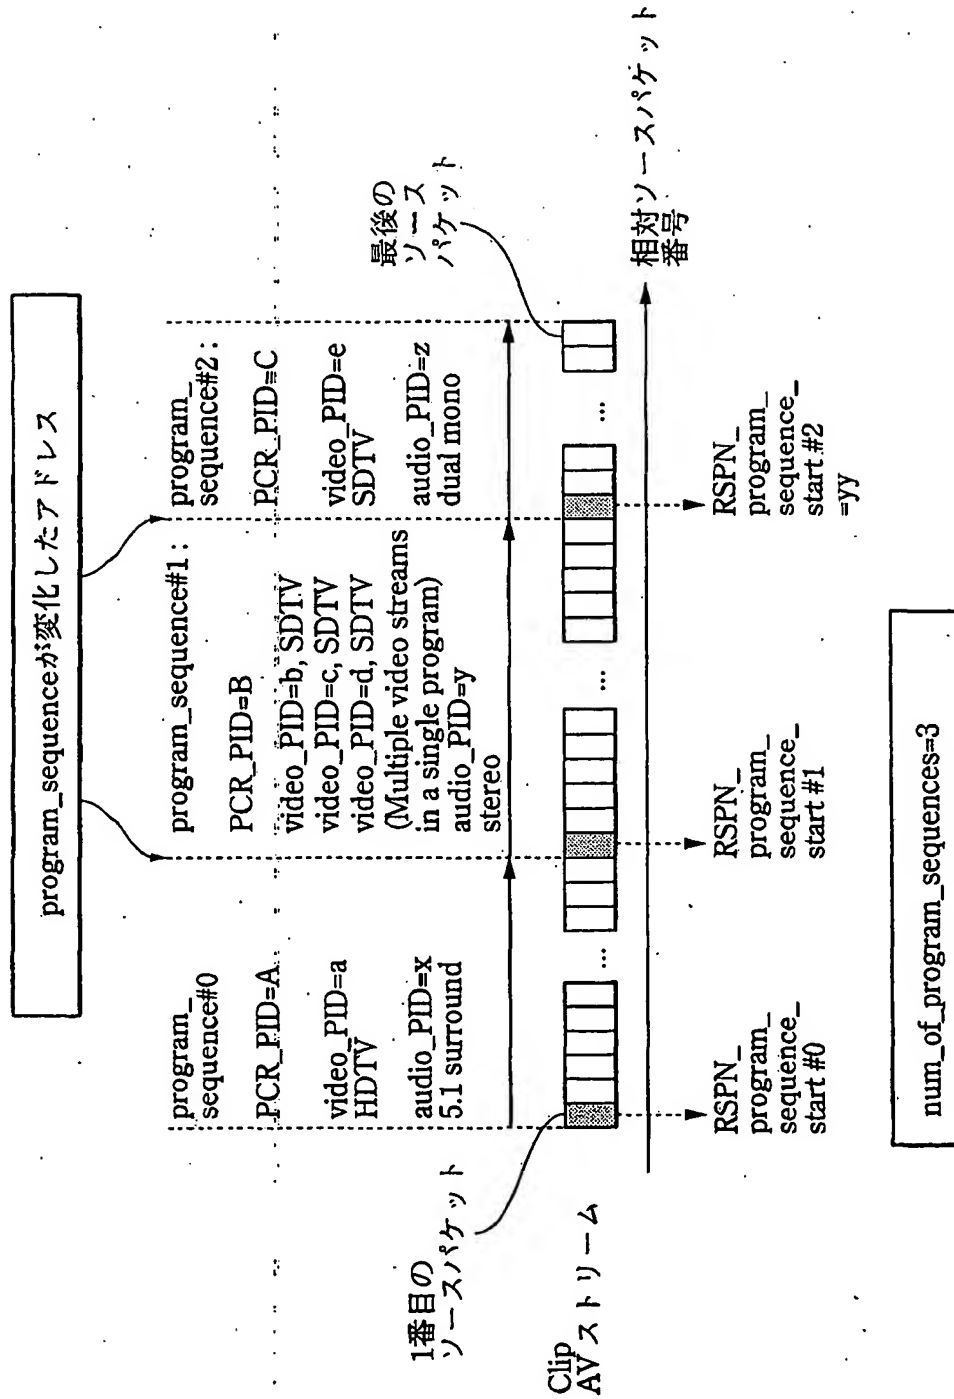 program_sequenceが変化したアドレス
program_
sequence#0
PCR_PID=A
video_PID=a
HDTV
audio_PID=x
5.1 surround
program_sequence#1:
PCR_PID=B
video_PID=b, SDTV
video_PID=c, SDTV
video_PID=d, SDTV
(Multiple video streams
in a single program)
audio_PID=y
stereo
program_
sequence#2:
PCR_PID=C
video_PID=e
SDTV
audio_PID=z
dual mono
1番目の
ソースパケット
最後の
ソース
パケット
Clip
AVストリーム
...
...
...
相対ソースパケット
番号
RSPN_
program_
sequence_
start #0
RSPN_
program_
sequence_
start #1
RSPN_
program_
sequence_
start #2
=yy
num_of_program_sequences=3